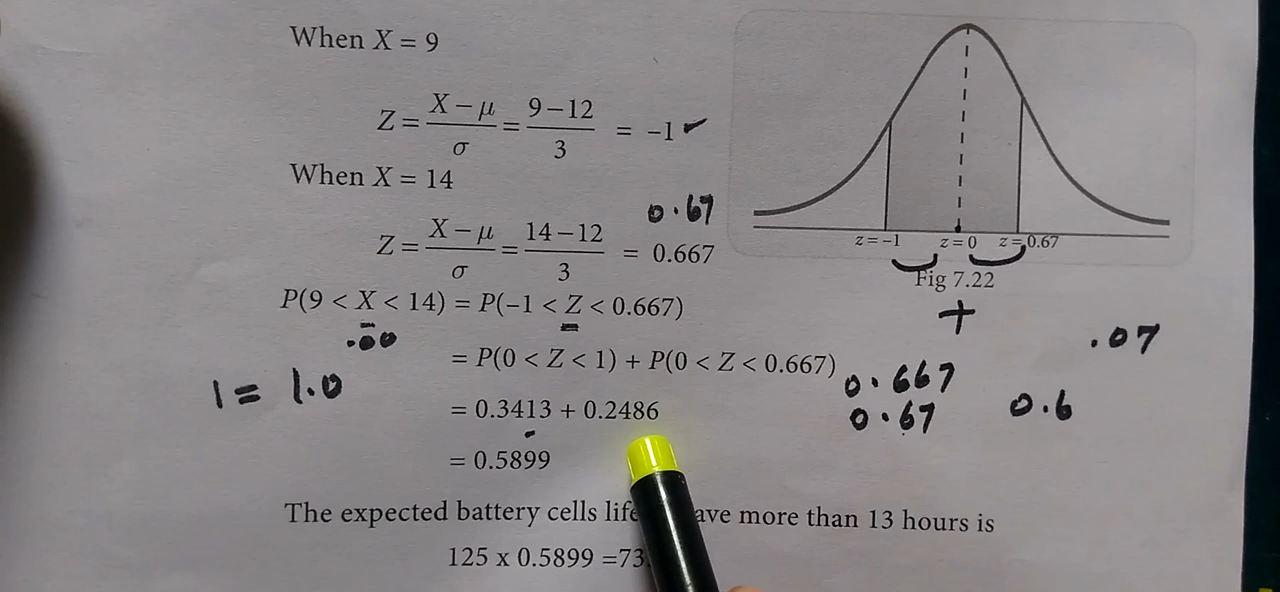 When X = 9
Z = X − μ / σ = 9 − 12 / 3 = −1
When X = 14
0.67
Z = X − μ / σ = 14 − 12 / 3 = 0.667
z = −1 z = 0 z = 0.67
Fig 7.22
+
P(9 < X < 14) = P(−1 < Z < 0.667)
.00
.07
= P(0 < Z < 1) + P(0 < Z < 0.667)
1 = 1.0
0.667
= 0.3413 + 0.2486
0.67
0.6
= 0.5899
The expected battery cells life more than 13 hours is
125 x 0.5899 =73